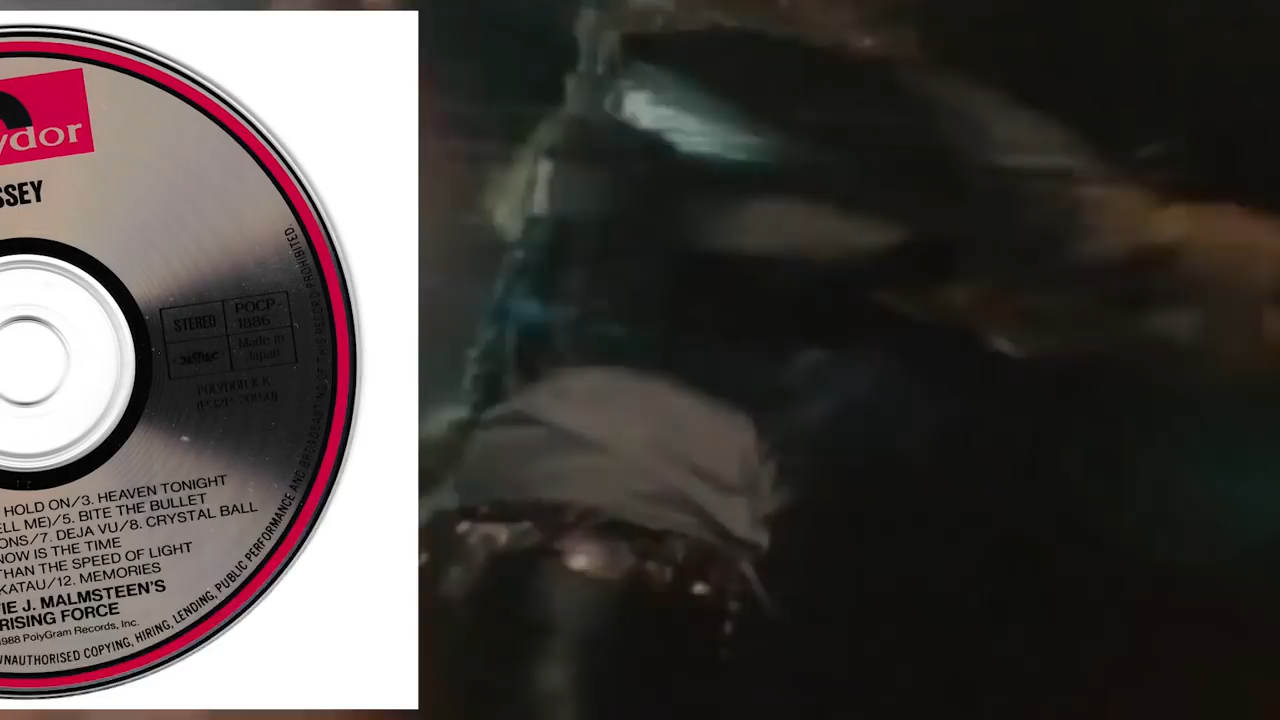 ydor
SSEY
STEREO
POCP-
1886
Made in
Japan
POLYDOR K.K.
HOLD ON/3. HEAVEN TONIGHT
ELL ME)/5. BITE THE BULLET
ONS/7. DEJA VU/8. CRYSTAL BALL
NOW IS THE TIME
THAN THE SPEED OF LIGHT
KATAU/12. MEMORIES
IE J. MALMSTEEN'S
RISING FORCE
1988 PolyGram Records, Inc.
UNAUTHORISED COPYING, HIRING, LENDING, PUBLIC PERFORMANCE AND BROADCASTING OF THIS RECORD PROHIBITED.